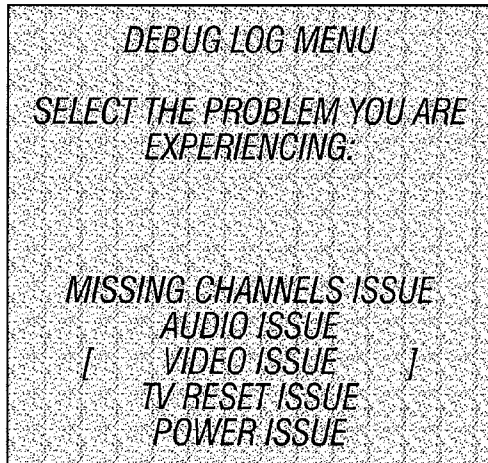 DEBUG LOG MENU
SELECT THE PROBLEM YOU ARE
EXPERIENCING:
MISSING CHANNELS ISSUE
AUDIO ISSUE
[ VIDEO ISSUE ]
TV RESET ISSUE
POWER ISSUE